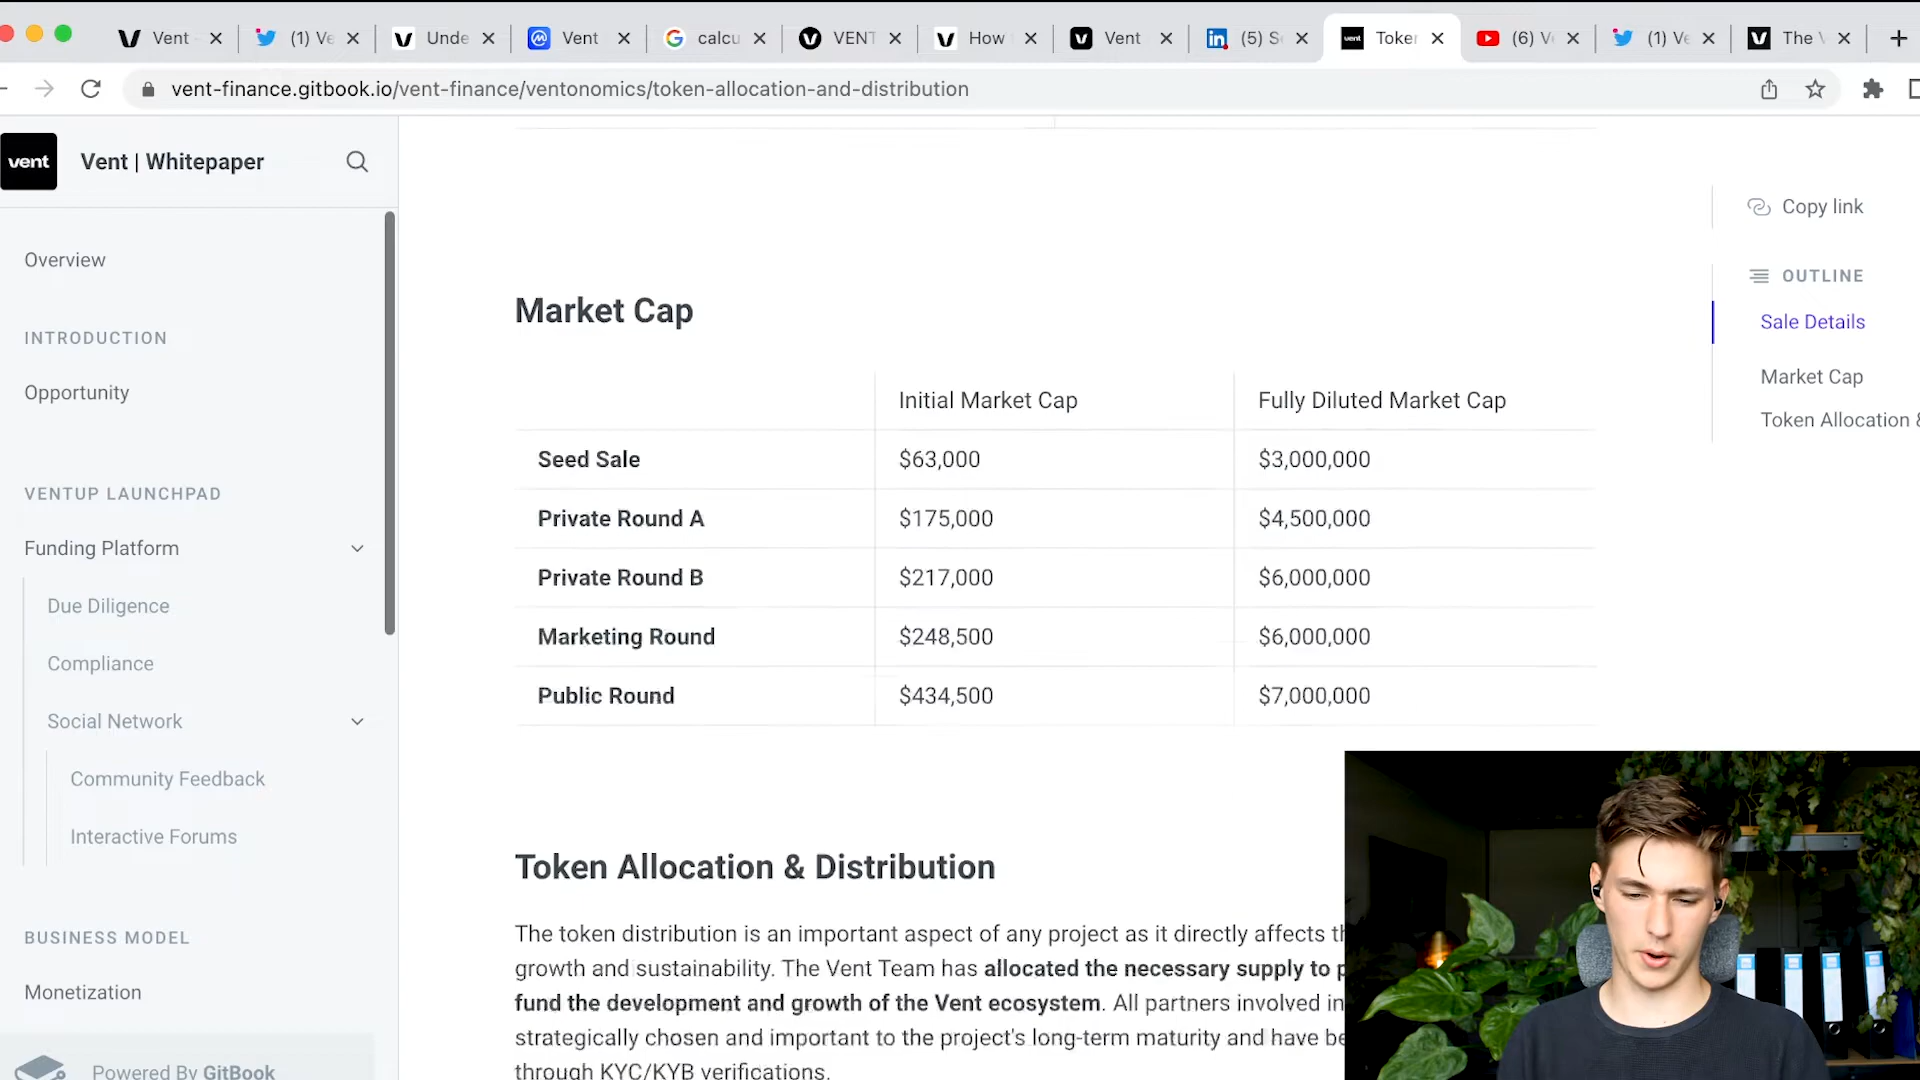 Vent
(1) Ve
Unde
Vent
calcu
VENT
How
Vent
(5) S
vent
Token
(6) V
(1) Ve
The V
vent-finance.gitbook.io/vent-finance/ventonomics/token-allocation-and-distribution
vent
Vent | Whitepaper
Overview
INTRODUCTION
Opportunity
VENTUP LAUNCHPAD
Funding Platform
Due Diligence
Compliance
Social Network
Community Feedback
Interactive Forums
BUSINESS MODEL
Monetization
Powered By GitBook
Market Cap
Initial Market Cap Fully Diluted Market Cap
Seed Sale $63,000 $3,000,000
Private Round A $175,000 $4,500,000
Private Round B $217,000 $6,000,000
Marketing Round $248,500 $6,000,000
Public Round $434,500 $7,000,000
Token Allocation & Distribution
The token distribution is an important aspect of any project as it directly affects
growth and sustainability. The Vent Team has allocated the necessary supply to
fund the development and growth of the Vent ecosystem. All partners involved in
strategically chosen and important to the project's long-term maturity and have
through KYC/KYB verifications.
Copy link
OUTLINE
Sale Details
Market Cap
Token Allocation &